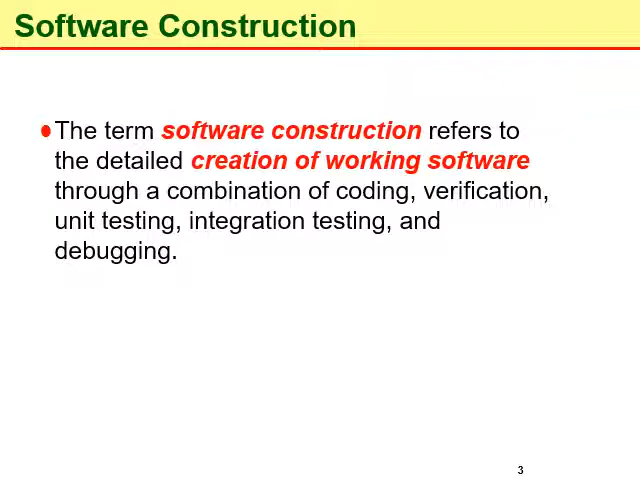 Software Construction
The term software construction refers to
the detailed creation of working software
through a combination of coding, verification,
unit testing, integration testing, and
debugging.
3